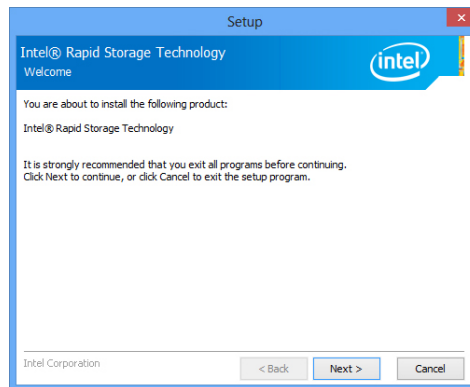 Setup
Intel® Rapid Storage Technology
Welcome
intel
You are about to install the following product:
Intel® Rapid Storage Technology
It is strongly recommended that you exit all programs before continuing.
Click Next to continue, or click Cancel to exit the setup program.
Intel Corporation
< Back
Next >
Cancel